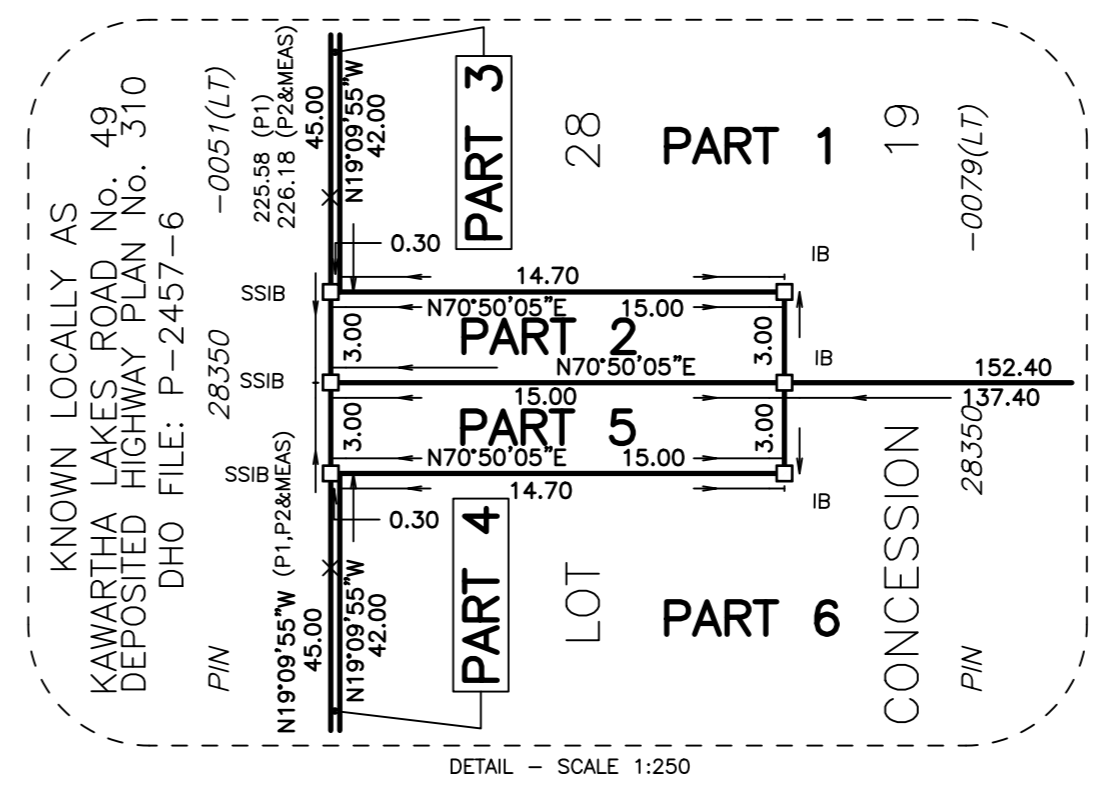 KNOWN LOCALLY AS
KAWARTHA LAKES ROAD No. 49
DEPOSITED HIGHWAY PLAN No. 310
DHO FILE: P-2457-6
PIN 28350 -0051(LT)
225.58 (P1)
226.18 (P2&MEAS)
45.00
N19°09'55"W
42.00
PART 3
28
PART 1
19
-0079(LT)
0.30
IB
14.70
SSIB
N70°50'05"E 15.00
3.00
PART 2
3.00
IB
N70°50'05"E
152.40
SSIB
15.00
137.40
3.00
PART 5
3.00
28350
N70°50'05"E 15.00
SSIB
14.70
IB
0.30
PART 4
N19°09'55"W (P1,P2&MEAS)
45.00
N19°09'55"W
42.00
LOT
PART 6
CONCESSION
PIN
DETAIL - SCALE 1:250